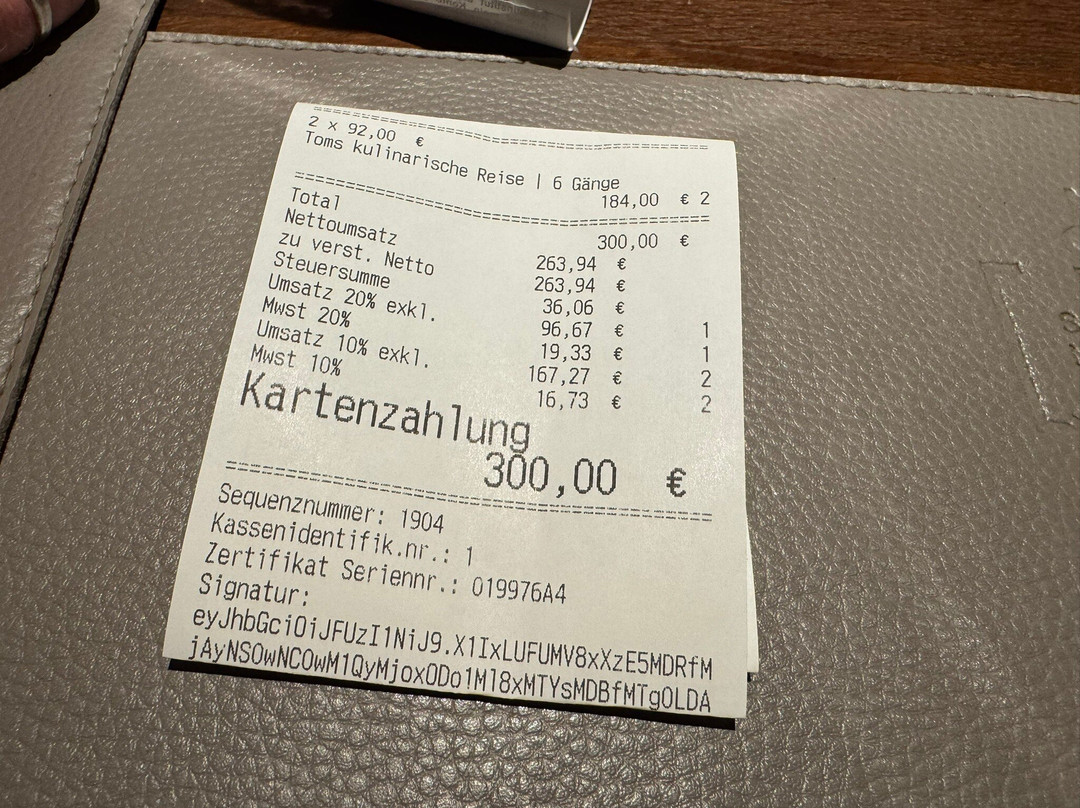 2 x 92,00 €
Toms kulinarische Reise | 6 Gänge
184,00 € 2
Total 300,00 €
Nettoumsatz 263,94 €
zu verst. Netto 263,94 €
Steuersumme 36,06 €
Umsatz 20% exkl. 96,67 € 1
Mwst 20% 19,33 € 1
Umsatz 10% exkl. 167,27 € 2
Mwst 10% 16,73 € 2
Kartenzahlung
300,00 €
Sequenznummer: 1904
Kassenidentifik.nr.: 1
Zertifikat Seriennr.: 019976A4
Signatur:
eyJhbGciOiJFUzI1NiJ9.X1IxLUFUMV8xXzE5MDRfM
jAyNS0wNC0wM1QyMjoxODo1Ml8xMTYsMDBfMTg0LDA